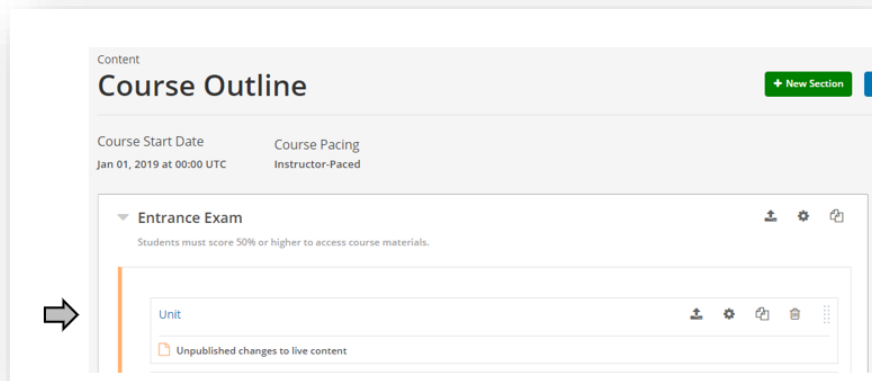 Content
Course Outline
+ New Section
Course Start Date
Course Pacing
Jan 01, 2019 at 00:00 UTC
Instructor-Paced
Entrance Exam
Students must score 50% or higher to access course materials.
Unit
Unpublished changes to live content